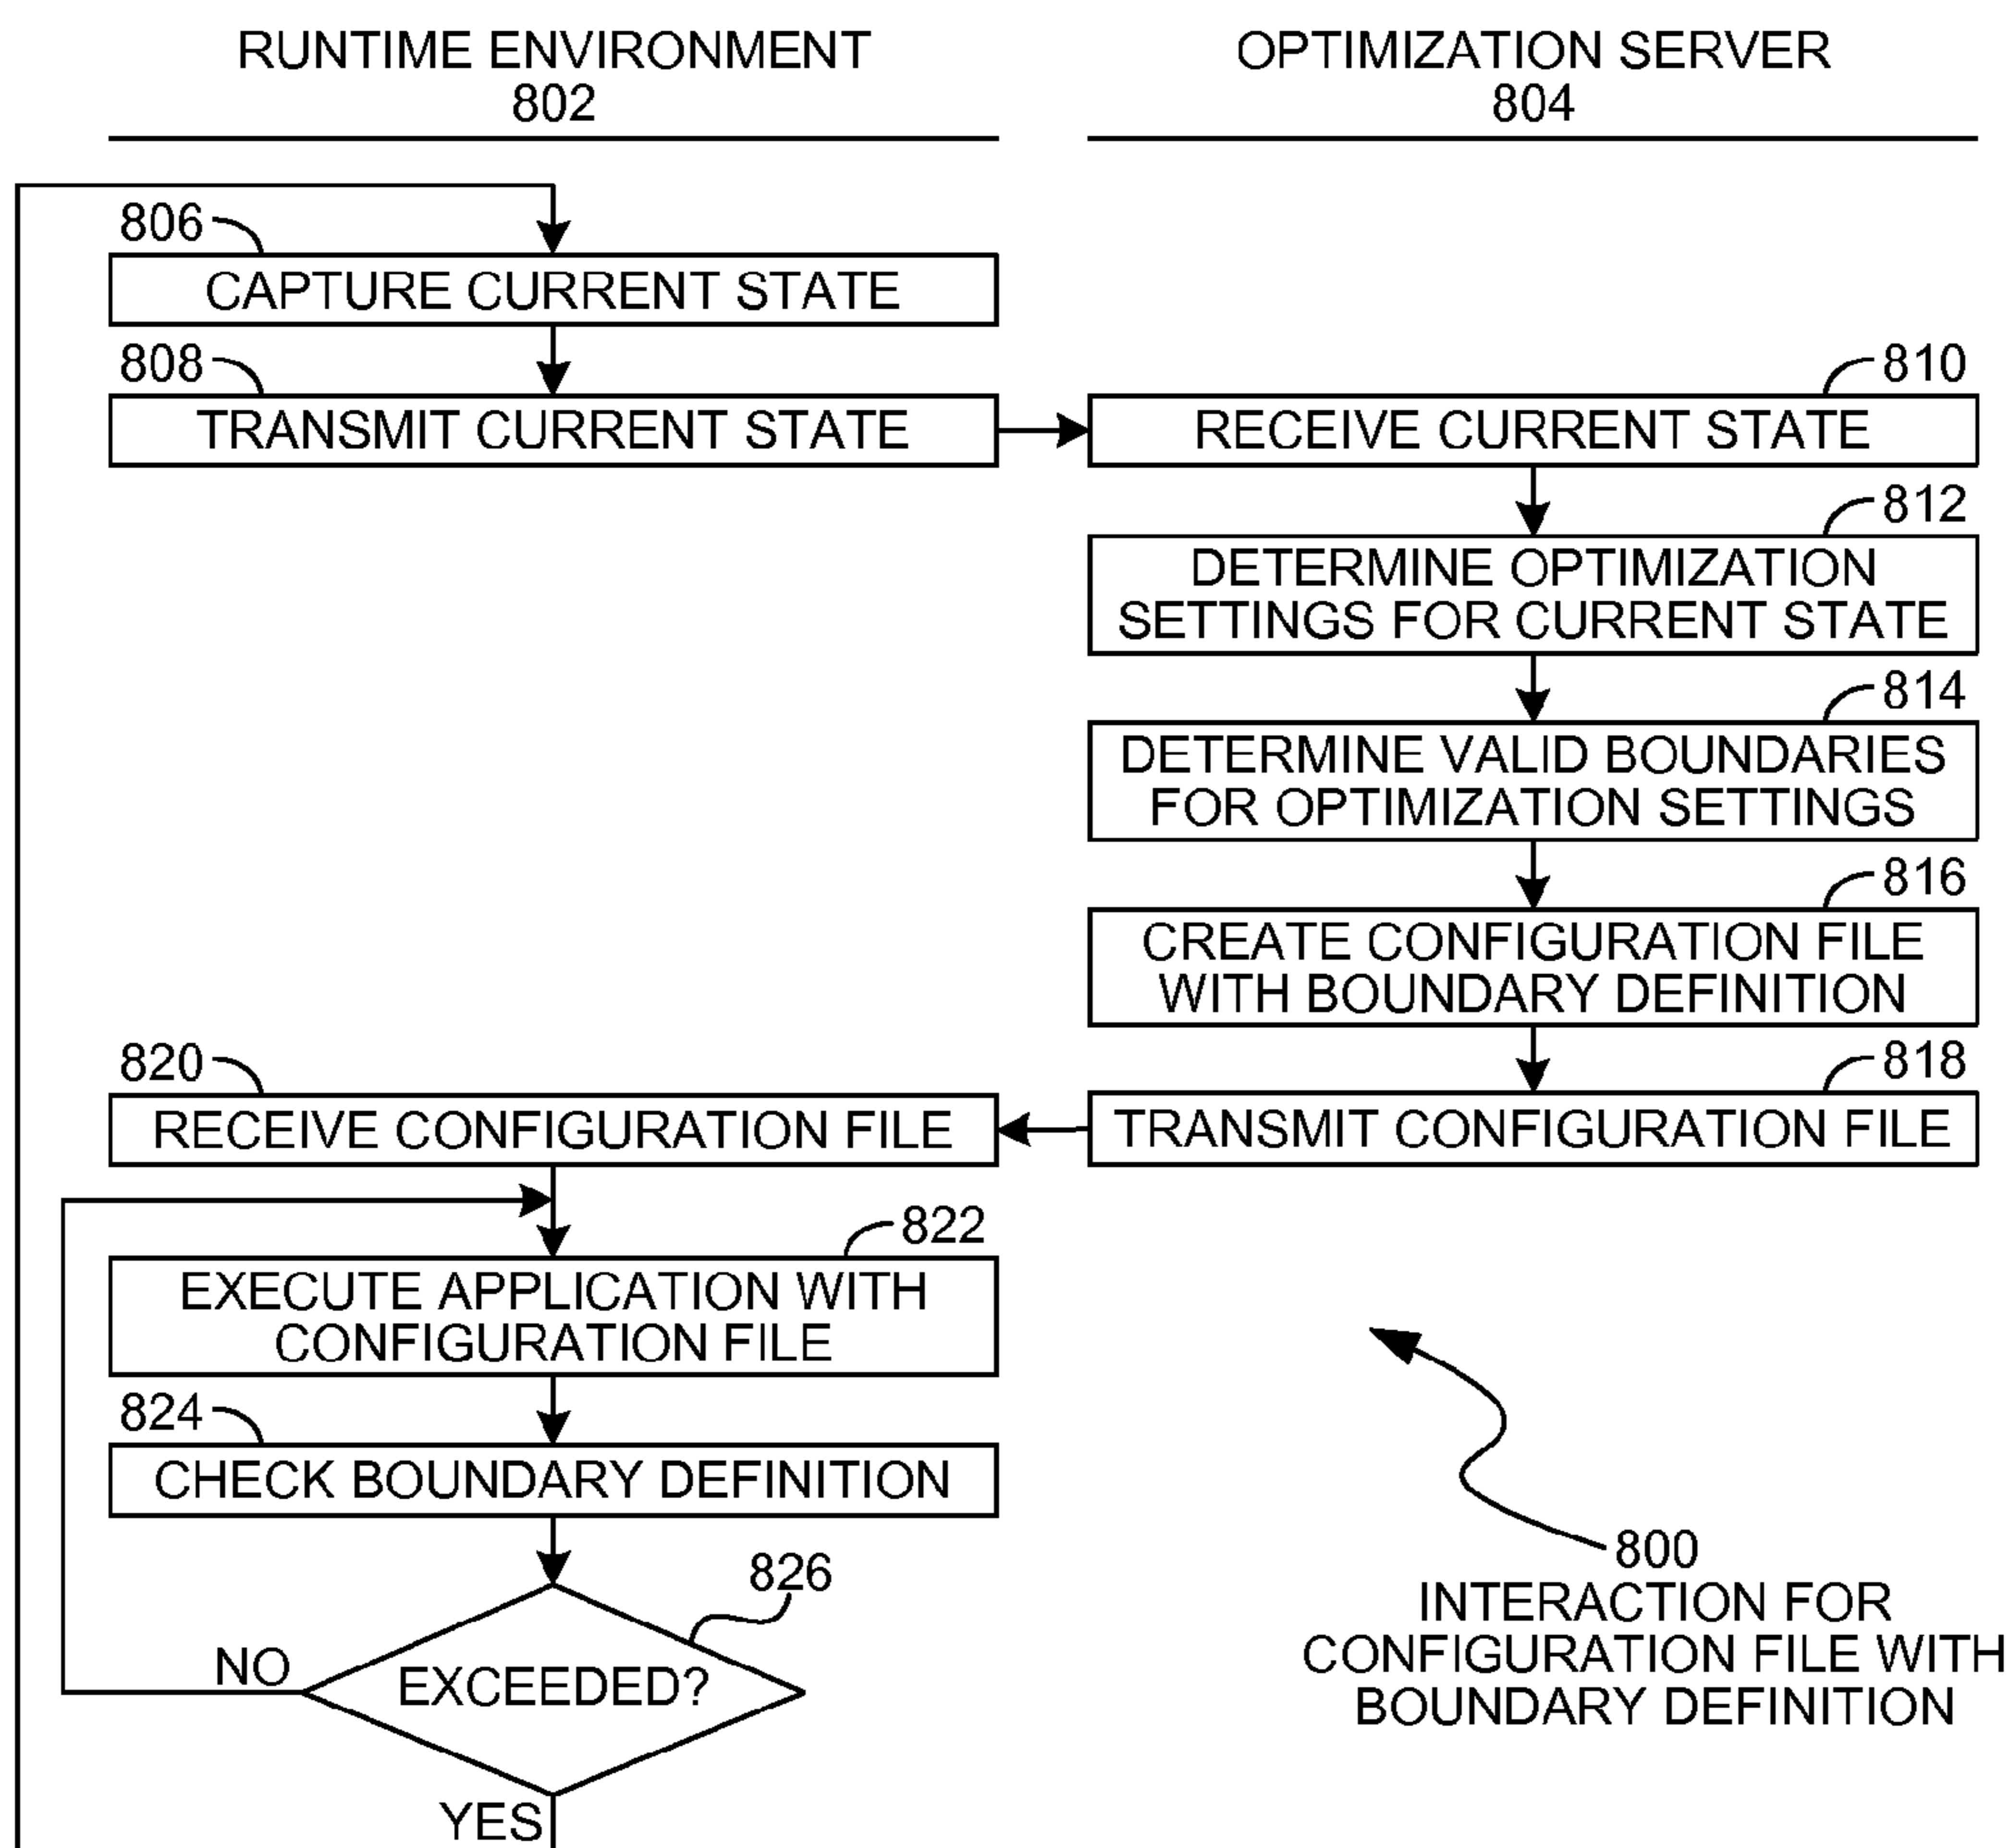 RUNTIME ENVIRONMENT
802
OPTIMIZATION SERVER
804
806
CAPTURE CURRENT STATE
808
TRANSMIT CURRENT STATE
810
RECEIVE CURRENT STATE
812
DETERMINE OPTIMIZATION
SETTINGS FOR CURRENT STATE
814
DETERMINE VALID BOUNDARIES
FOR OPTIMIZATION SETTINGS
816
CREATE CONFIGURATION FILE
WITH BOUNDARY DEFINITION
818
TRANSMIT CONFIGURATION FILE
820
RECEIVE CONFIGURATION FILE
822
EXECUTE APPLICATION WITH
CONFIGURATION FILE
824
CHECK BOUNDARY DEFINITION
826
EXCEEDED?
NO
YES
800
INTERACTION FOR
CONFIGURATION FILE WITH
BOUNDARY DEFINITION